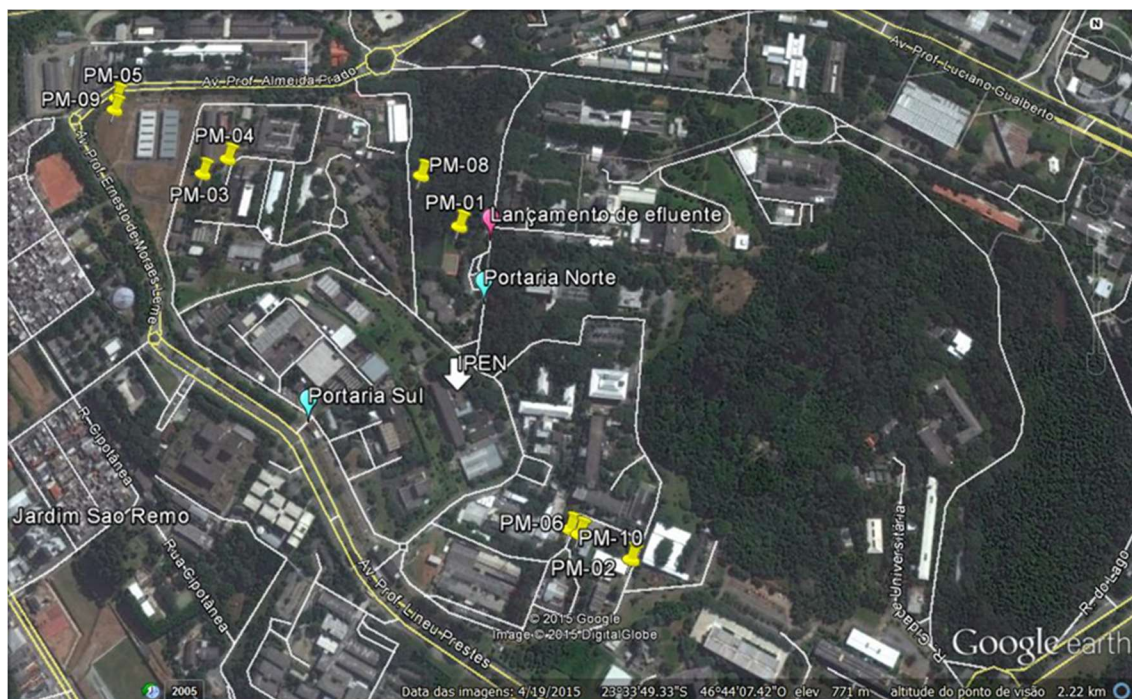 N
Av. Prof. Luciano Gualberto
PM-05
Av. Prof. Almeida Prado
PM-09
PM-04
PM-03
PM-08
PM-01
Lançamento de efluente
Av. Prof. Ernesto de Moraes Leme
Portaria Norte
IPEN
Portaria Sul
R. Cipotânea
Jardim Sao Remo
Rua Cipotânea
PM-06
PM-10
PM-02
Av. Prof. Lineu Prestes
R. Cidade Universitária
R. do Lago
© 2015 Google
Image © 2015 DigitalGlobe
Google earth
2005
Data das imagens: 4/19/2015 23°33'49.33"S 46°44'07.42"O elev 771 m altitude do ponto de visão 2.22 km